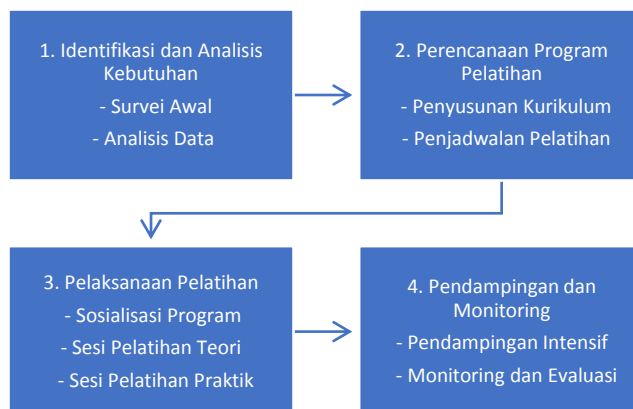 1. Identifikasi dan Analisis
Kebutuhan
- Survei Awal
- Analisis Data
2. Perencanaan Program
Pelatihan
- Penyusunan Kurikulum
- Penjadwalan Pelatihan
3. Pelaksanaan Pelatihan
- Sosialisasi Program
- Sesi Pelatihan Teori
- Sesi Pelatihan Praktik
4. Pendampingan dan
Monitoring
- Pendampingan Intensif
- Monitoring dan Evaluasi